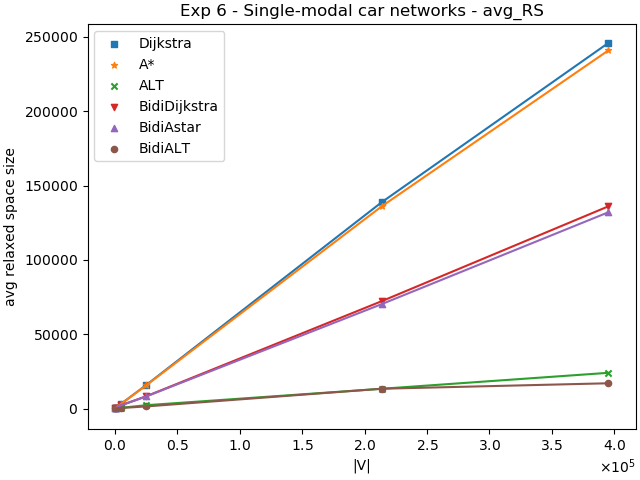 Exp 6 - Single-modal car networks - avg_RS
250000
200000
150000
100000
50000
0
avg relaxed space size
Dijkstra
A*
ALT
BidiDijkstra
BidiAstar
BidiALT
0.0 0.5 1.0 1.5 2.0 2.5 3.0 3.5 4.0
|V|
×10⁵